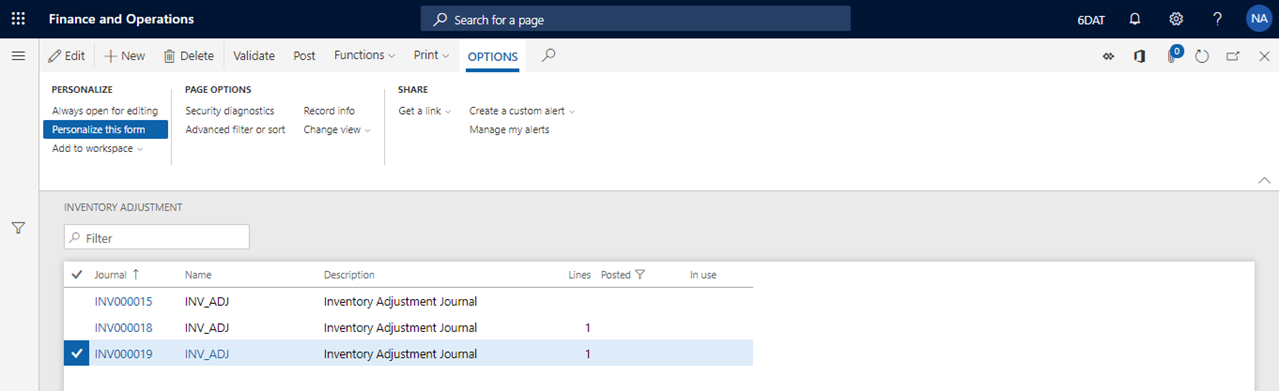 Finance and Operations Search for a page 6DAT NA
Edit New Delete Validate Post Functions Print OPTIONS 0
PERSONALIZE PAGE OPTIONS SHARE
Always open for editing Security diagnostics Record info Get a link Create a custom alert
Personalize this form Advanced filter or sort Change view Manage my alerts
Add to workspace
INVENTORY ADJUSTMENT
Filter
Journal Name Description Lines Posted In use
INV000015 INV_ADJ Inventory Adjustment Journal
INV000018 INV_ADJ Inventory Adjustment Journal 1
INV000019 INV_ADJ Inventory Adjustment Journal 1